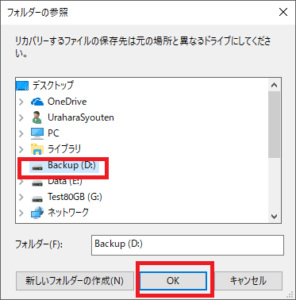 フォルダーの参照
リカバリーするファイルの保存先は元の場所と異なるドライブにしてくだ
さい。
デスクトップ
OneDrive
UraharaSyouten
PC
ライブラリ
Backup (D:)
Data (E:)
Test80GB (G:)
ネットワーク
フォルダー(F): Backup (D:)
新しいフォルダーの作成(N) OK キャンセル